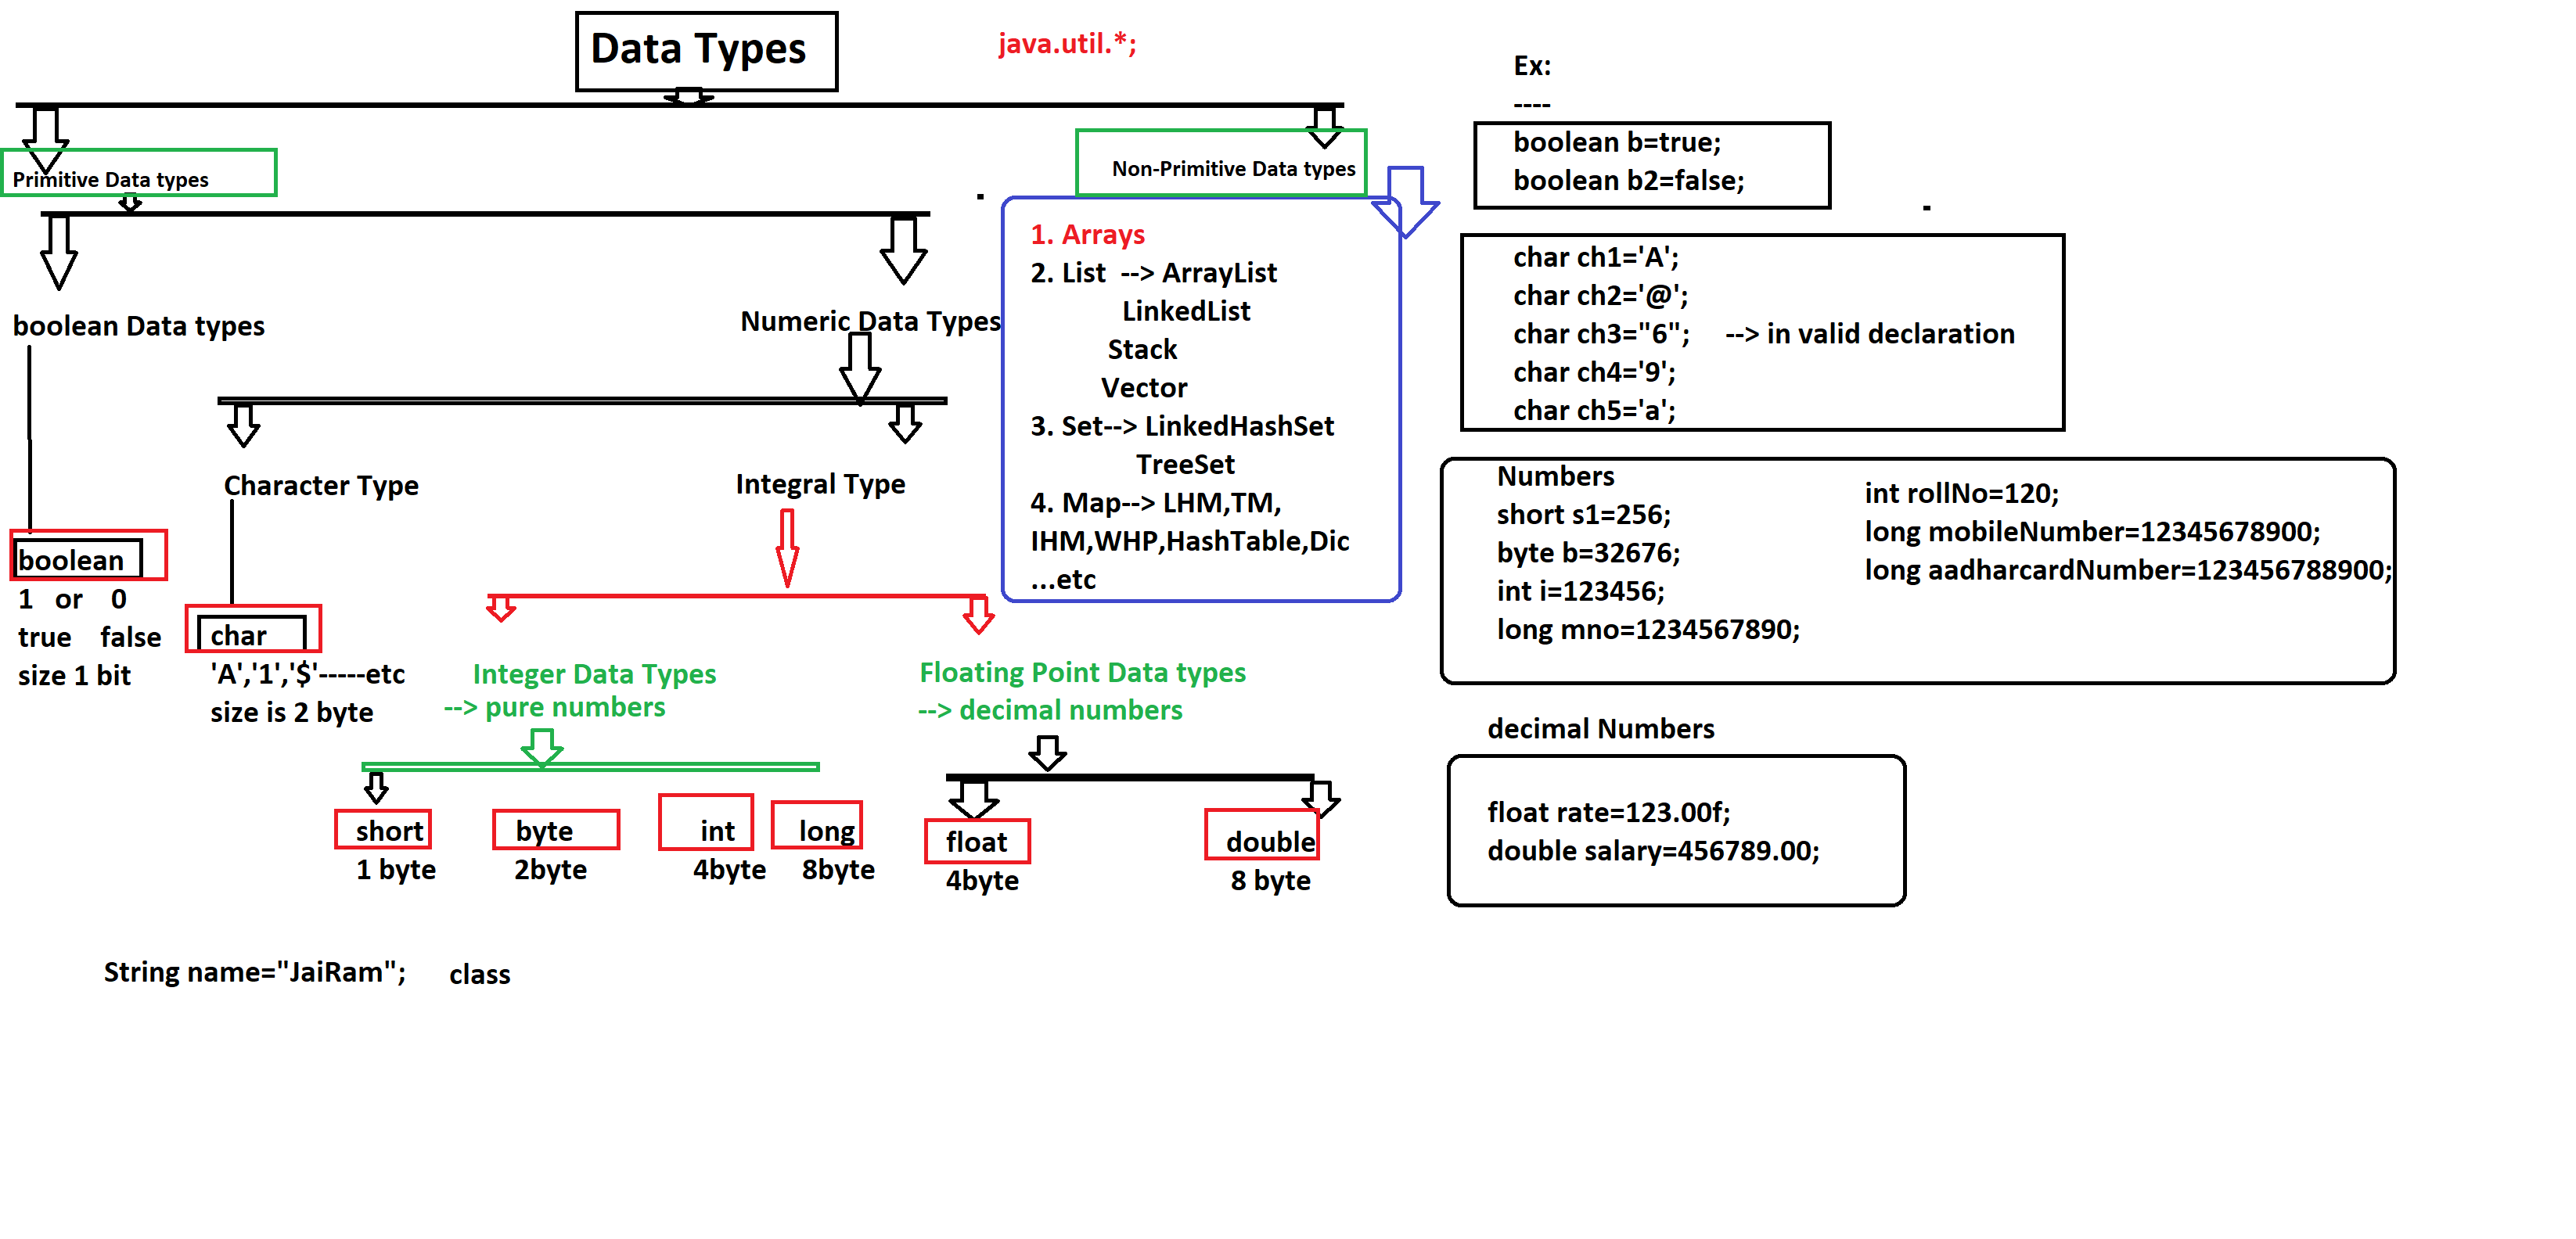 Data Types
java.util.*;
Primitive Data types
Non-Primitive Data types
boolean Data types
Numeric Data Types
1. Arrays
2. List  --> ArrayList
LinkedList
Stack
Vector
3. Set--> LinkedHashSet
TreeSet
4. Map--> LHM,TM,
IHM,WHP,HashTable,Dic
...etc
Character Type
Integral Type
boolean
1   or    0
true    false
size 1 bit
char
'A','1','$'-----etc
size is 2 byte
Integer Data Types
--> pure numbers
Floating Point Data types
--> decimal numbers
short
1 byte
byte
2byte
int
4byte
long
8byte
float
4byte
double
8 byte
String name="JaiRam";
class
Ex:
----
boolean b=true;
boolean b2=false;
char ch1='A';
char ch2='@';
char ch3="6";     --> in valid declaration
char ch4='9';
char ch5='a';
Numbers
short s1=256;
byte b=32676;
int i=123456;
long mno=1234567890;
int rollNo=120;
long mobileNumber=12345678900;
long aadharcardNumber=123456788900;
decimal Numbers
float rate=123.00f;
double salary=456789.00;